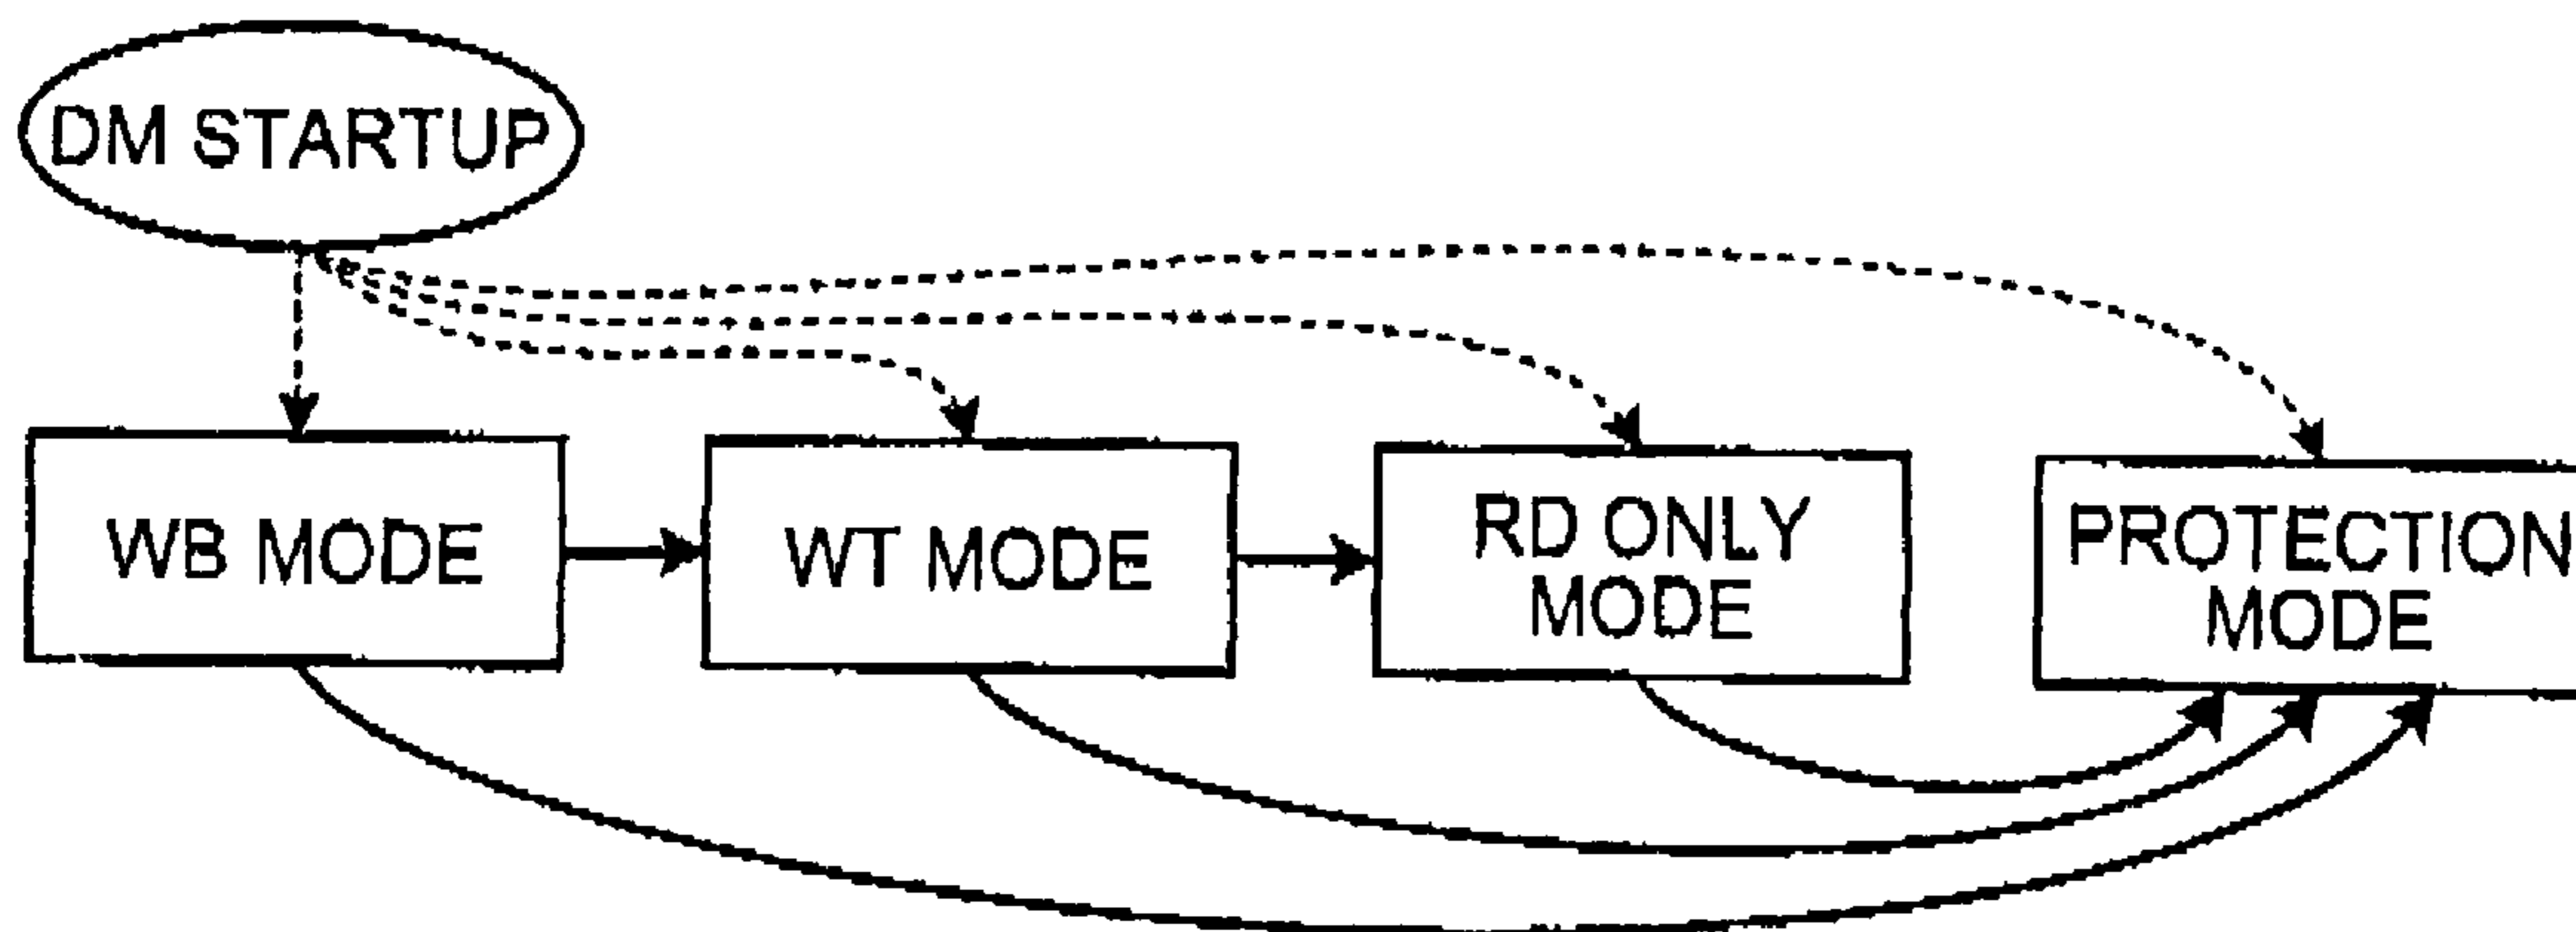 DM STARTUP
WB MODE
WT MODE
RD ONLY
MODE
PROTECTION
MODE